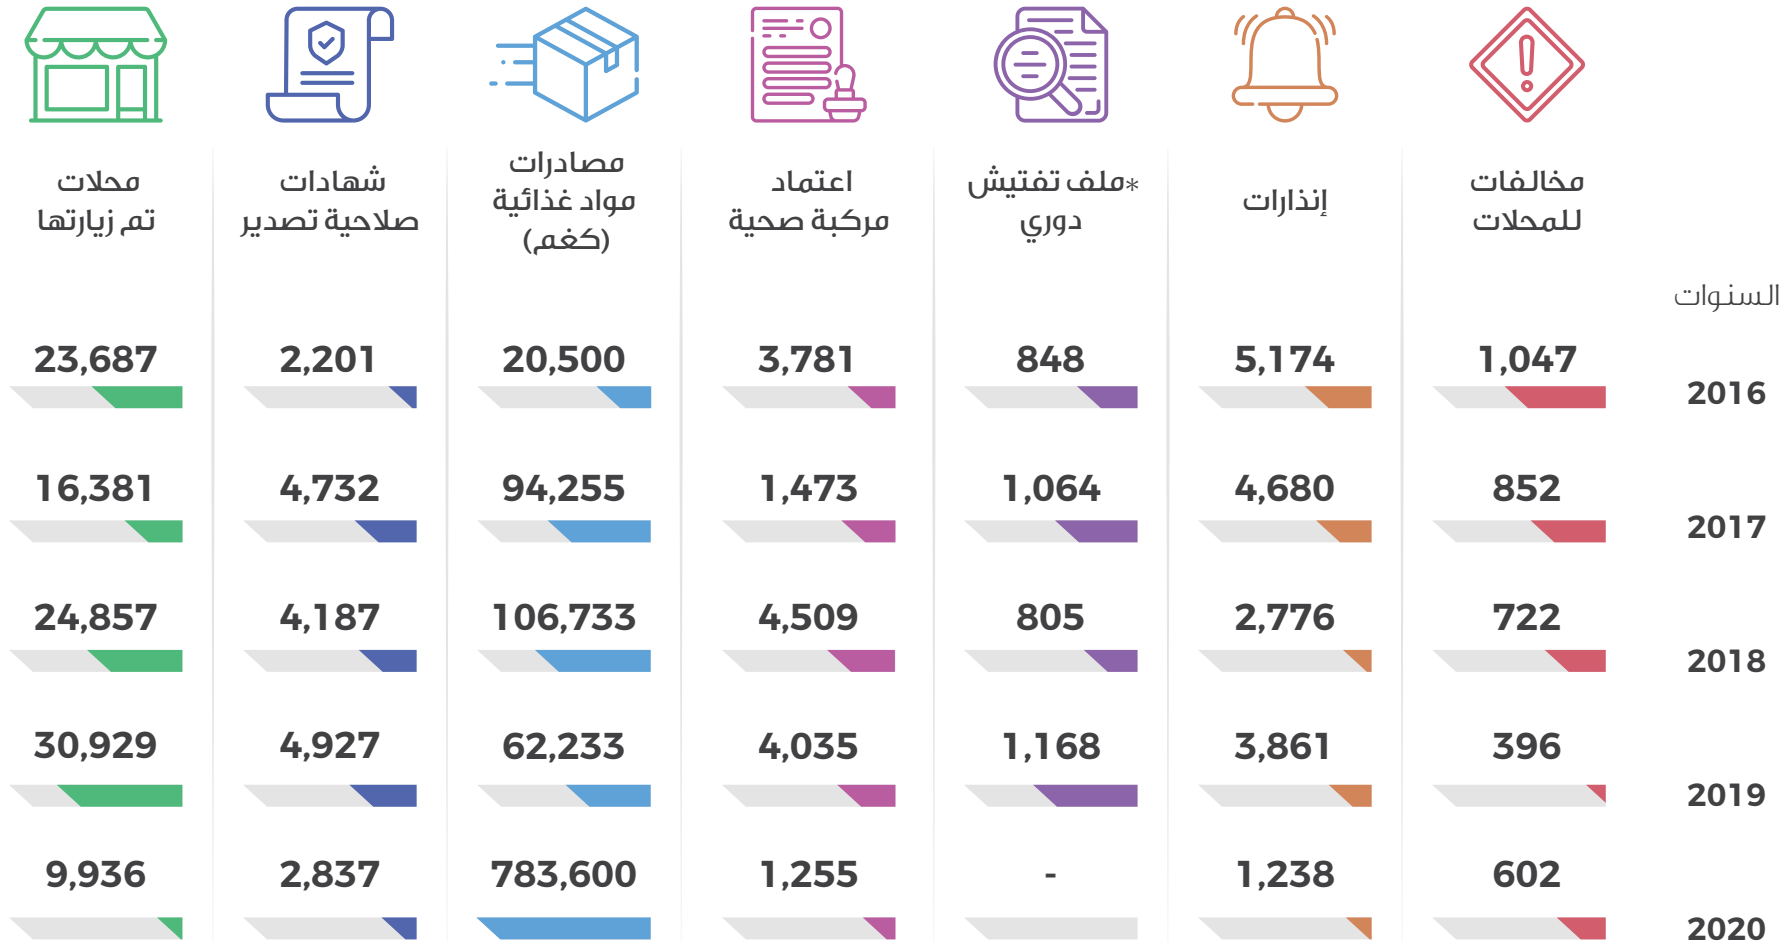 مخالفات
للمحلات
إنذارات
*ملف تفتيش
دوري
اعتماد
مركبة صحية
مصادرات
مواد غذائية
(كغم)
شهادات
صلاحية تصدير
محلات
تم زيارتها
السنوات
2016 1,047 5,174 848 3,781 20,500 2,201 23,687
2017 852 4,680 1,064 1,473 94,255 4,732 16,381
2018 722 2,776 805 4,509 106,733 4,187 24,857
2019 396 3,861 1,168 4,035 62,233 4,927 30,929
2020 602 1,238 - 1,255 783,600 2,837 9,936